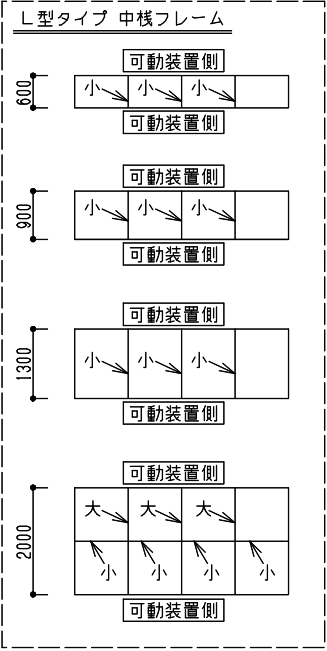 L型タイプ 中桟フレーム
可動装置側
600
小 小 小
可動装置側
可動装置側
900
小 小 小
可動装置側
可動装置側
1300
小 小 小
可動装置側
可動装置側
2000
大 大 大
小 小 小 小
可動装置側